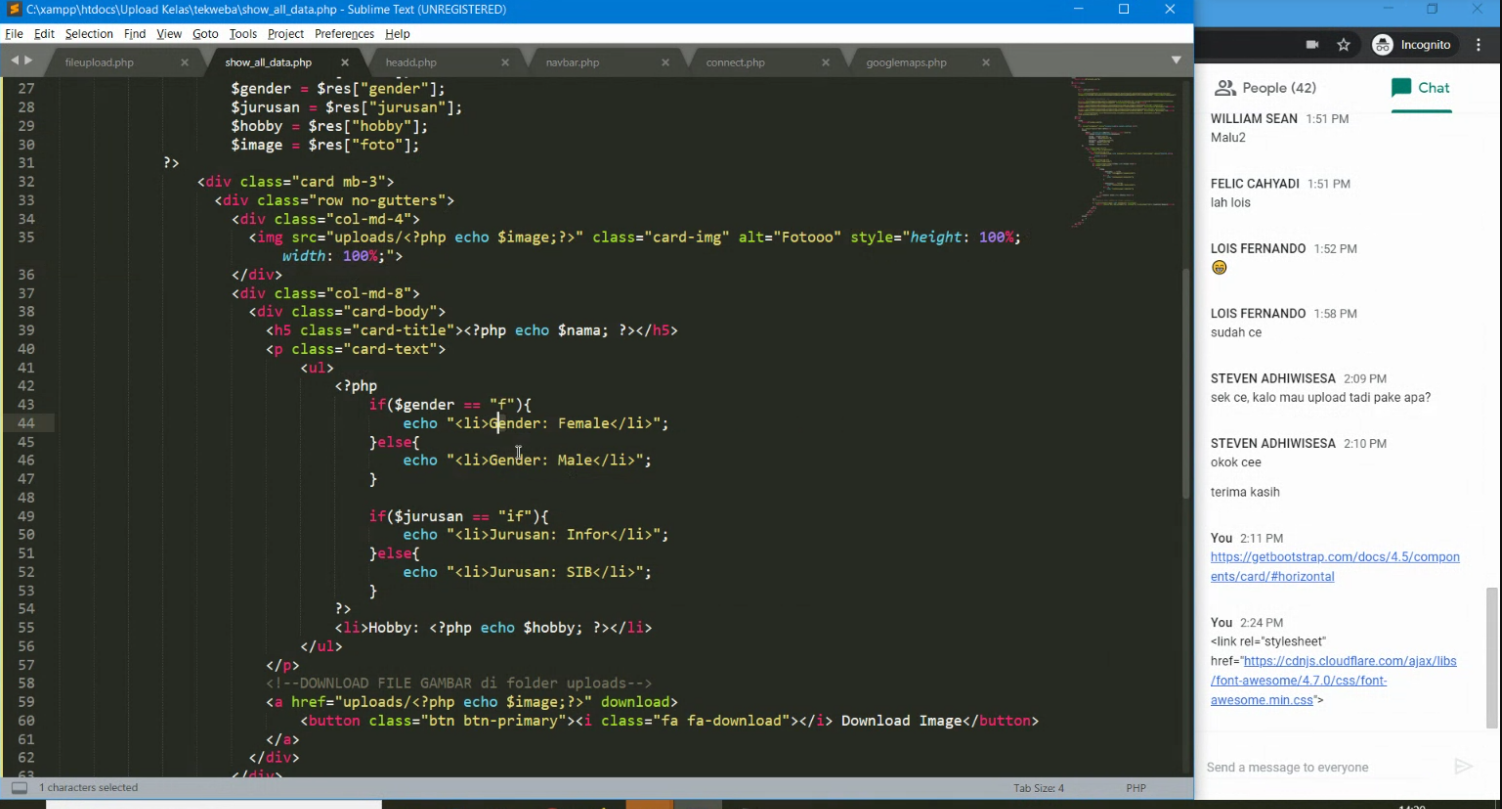 C:\xampp\htdocs\Upload Kelas\tekweba\show_all_data.php - Sublime Text (UNREGISTERED)
File Edit Selection Find View Goto Tools Project Preferences Help
fileupload.php show_all_data.php headd.php navbar.php connect.php googlemaps.php
27 $gender = $res["gender"];
28 $jurusan = $res["jurusan"];
29 $hobby = $res["hobby"];
30 $image = $res["foto"];
31 ?>
32 <div class="card mb-3">
33 <div class="row no-gutters">
34 <div class="col-md-4">
35 <img src="uploads/<?php echo $image;?>" class="card-img" alt="Fotooo" style="height: 100%;
width: 100%;">
36 </div>
37 <div class="col-md-8">
38 <div class="card-body">
39 <h5 class="card-title"><?php echo $nama; ?></h5>
40 <p class="card-text">
41 <ul>
42 <?php
43 if($gender == "f"){
44 echo "<li>Gender: Female</li>";
45 }else{
46 echo "<li>Gender: Male</li>";
47 }
48
49 if($jurusan == "if"){
50 echo "<li>Jurusan: Infor</li>";
51 }else{
52 echo "<li>Jurusan: SIB</li>";
53 }
54 ?>
55 <li>Hobby: <?php echo $hobby; ?></li>
56 </ul>
57 </p>
58 <!--DOWNLOAD FILE GAMBAR di folder uploads-->
59 <a href="uploads/<?php echo $image;?>" download>
60 <button class="btn btn-primary"><i class="fa fa-download"></i> Download Image</button>
61 </a>
62 </div>
63 </div>
1 characters selected
Tab Size: 4
PHP
Incognito
People (42)
Chat
WILLIAM SEAN 1:51 PM
Malu2
FELIC CAHYADI 1:51 PM
lah lois
LOIS FERNANDO 1:52 PM
😁
LOIS FERNANDO 1:58 PM
sudah ce
STEVEN ADHIWISESA 2:09 PM
sek ce, kalo mau upload tadi pake apa?
STEVEN ADHIWISESA 2:10 PM
okok cee
terima kasih
You 2:11 PM
https://getbootstrap.com/docs/4.5/compon
ents/card/#horizontal
You 2:24 PM
<link rel="stylesheet"
href="https://cdnjs.cloudflare.com/ajax/libs
/font-awesome/4.7.0/css/font-
awesome.min.css">
Send a message to everyone